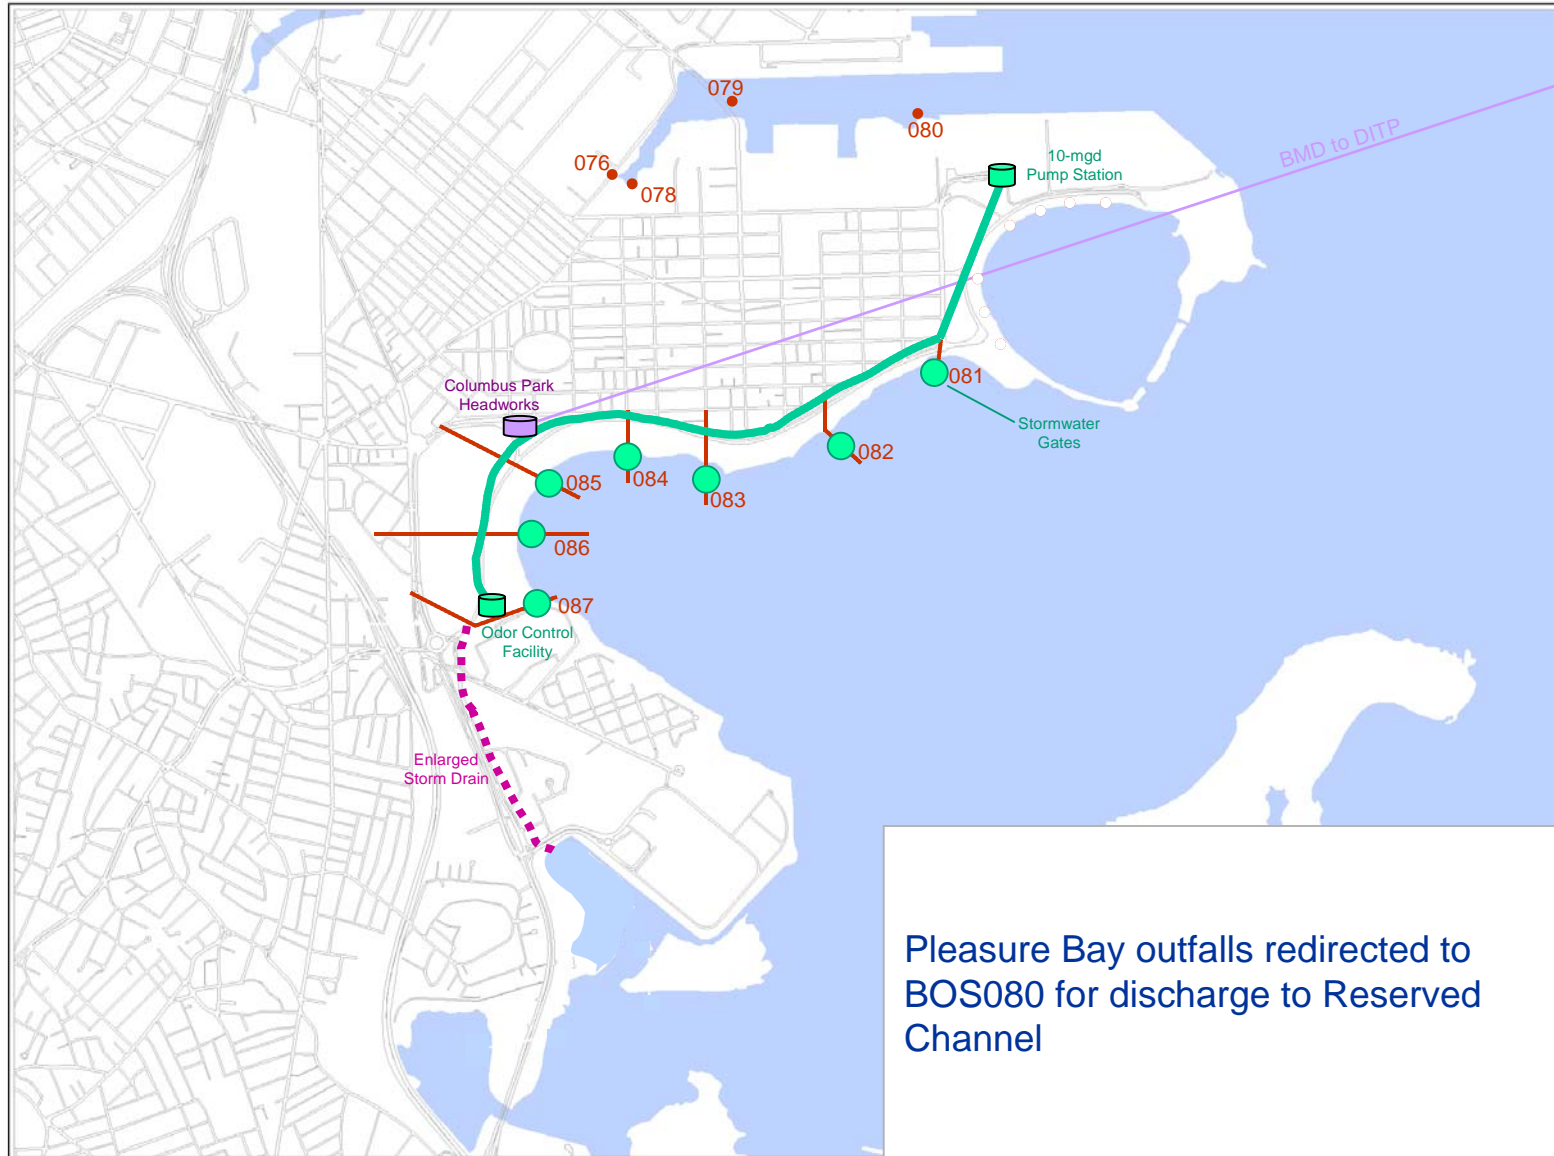 079
080
BMD to DITP
10-mgd
Pump Station
076
078
081
Columbus Park
Headworks
Stormwater
Gates
082
085
084
083
086
087
Odor Control
Facility
Enlarged
Storm Drain
Pleasure Bay outfalls redirected to
BOS080 for discharge to Reserved
Channel